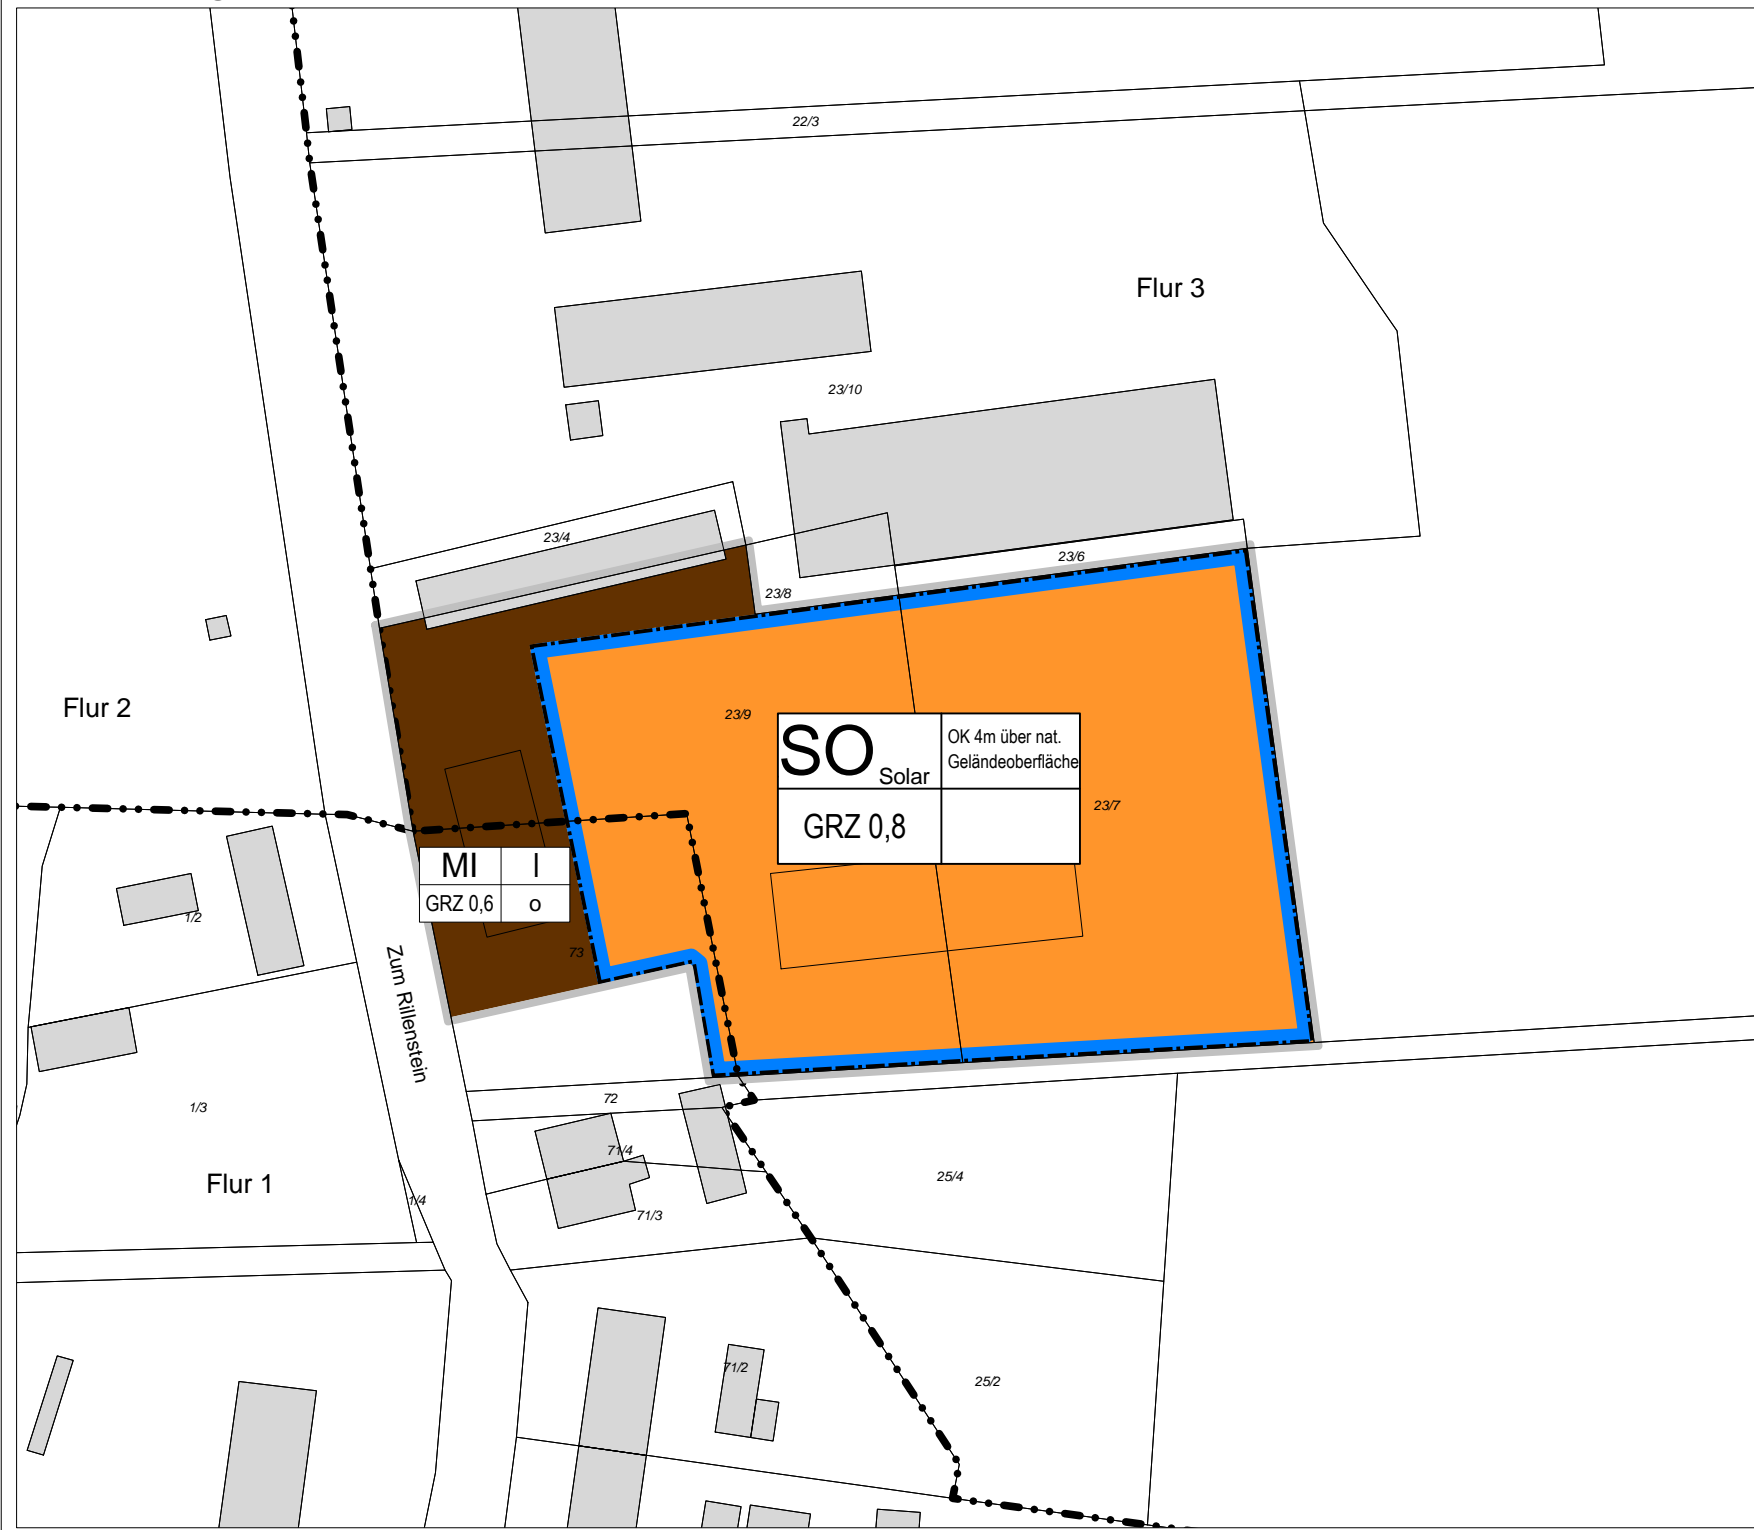 22/3
Flur 3
23/10
23/4
23/6
23/8
Flur 2
23/9
SO Solar
OK 4m über nat.
Geländeoberfläche
23/7
GRZ 0,8
MI I
GRZ 0,6 o
1/2
73
Zum Rillenstein
72
1/3
71/4
25/4
Flur 1
1/4
71/3
71/2
25/2